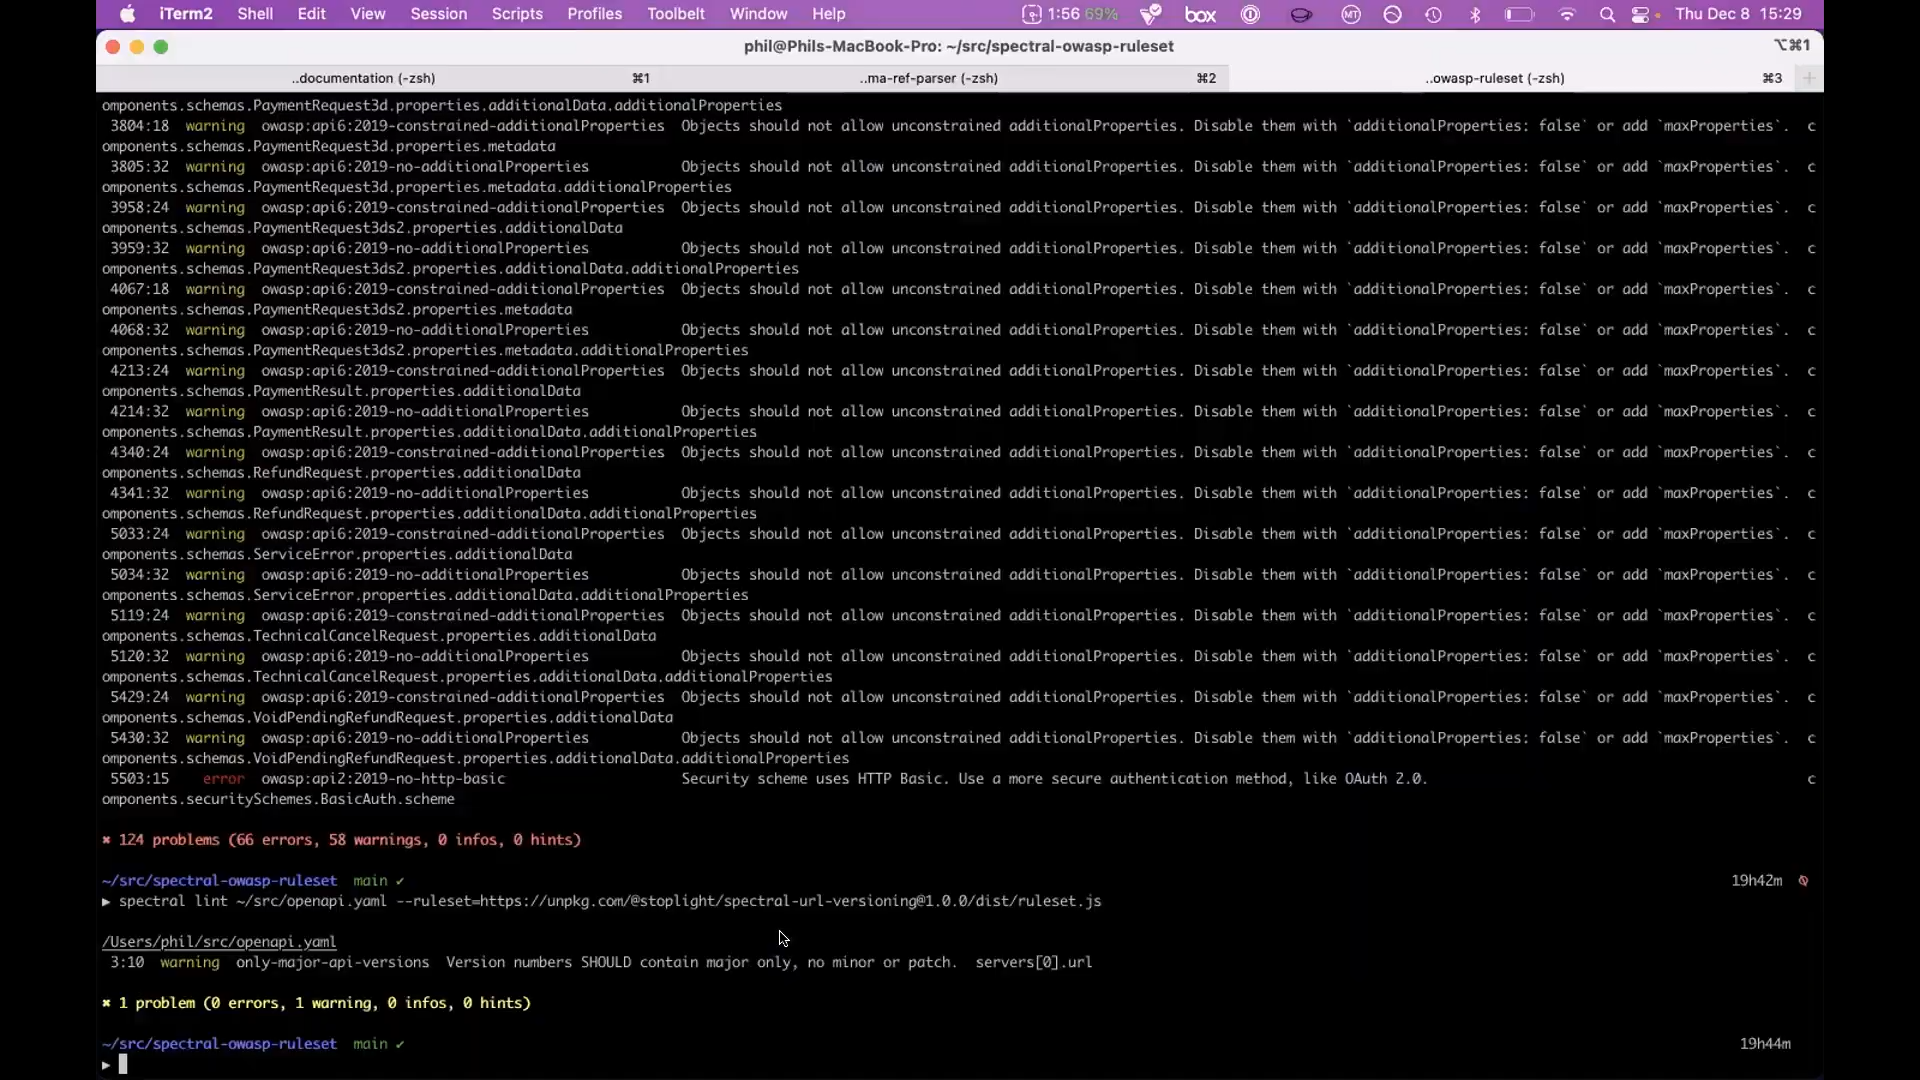 iTerm2 Shell Edit View Session Scripts Profiles Toolbelt Window Help 1:56 69% box MT Thu Dec 8 15:29
phil@Phils-MacBook-Pro: ~/src/spectral-owasp-ruleset ⌥⌘1
..documentation (-zsh) ⌘1 ..ma-ref-parser (-zsh) ⌘2 ..owasp-ruleset (-zsh) ⌘3 +
omponents.schemas.PaymentRequest3d.properties.additionalData.additionalProperties
3804:18 warning owasp:api6:2019-constrained-additionalProperties Objects should not allow unconstrained additionalProperties. Disable them with `additionalProperties: false` or add `maxProperties`. c
omponents.schemas.PaymentRequest3d.properties.metadata
3805:32 warning owasp:api6:2019-no-additionalProperties Objects should not allow unconstrained additionalProperties. Disable them with `additionalProperties: false` or add `maxProperties`. c
omponents.schemas.PaymentRequest3d.properties.metadata.additionalProperties
3958:24 warning owasp:api6:2019-constrained-additionalProperties Objects should not allow unconstrained additionalProperties. Disable them with `additionalProperties: false` or add `maxProperties`. c
omponents.schemas.PaymentRequest3ds2.properties.additionalData
3959:32 warning owasp:api6:2019-no-additionalProperties Objects should not allow unconstrained additionalProperties. Disable them with `additionalProperties: false` or add `maxProperties`. c
omponents.schemas.PaymentRequest3ds2.properties.additionalData.additionalProperties
4067:18 warning owasp:api6:2019-constrained-additionalProperties Objects should not allow unconstrained additionalProperties. Disable them with `additionalProperties: false` or add `maxProperties`. c
omponents.schemas.PaymentRequest3ds2.properties.metadata
4068:32 warning owasp:api6:2019-no-additionalProperties Objects should not allow unconstrained additionalProperties. Disable them with `additionalProperties: false` or add `maxProperties`. c
omponents.schemas.PaymentRequest3ds2.properties.metadata.additionalProperties
4213:24 warning owasp:api6:2019-constrained-additionalProperties Objects should not allow unconstrained additionalProperties. Disable them with `additionalProperties: false` or add `maxProperties`. c
omponents.schemas.PaymentResult.properties.additionalData
4214:32 warning owasp:api6:2019-no-additionalProperties Objects should not allow unconstrained additionalProperties. Disable them with `additionalProperties: false` or add `maxProperties`. c
omponents.schemas.PaymentResult.properties.additionalData.additionalProperties
4340:24 warning owasp:api6:2019-constrained-additionalProperties Objects should not allow unconstrained additionalProperties. Disable them with `additionalProperties: false` or add `maxProperties`. c
omponents.schemas.RefundRequest.properties.additionalData
4341:32 warning owasp:api6:2019-no-additionalProperties Objects should not allow unconstrained additionalProperties. Disable them with `additionalProperties: false` or add `maxProperties`. c
omponents.schemas.RefundRequest.properties.additionalData.additionalProperties
5033:24 warning owasp:api6:2019-constrained-additionalProperties Objects should not allow unconstrained additionalProperties. Disable them with `additionalProperties: false` or add `maxProperties`. c
omponents.schemas.ServiceError.properties.additionalData
5034:32 warning owasp:api6:2019-no-additionalProperties Objects should not allow unconstrained additionalProperties. Disable them with `additionalProperties: false` or add `maxProperties`. c
omponents.schemas.ServiceError.properties.additionalData.additionalProperties
5119:24 warning owasp:api6:2019-constrained-additionalProperties Objects should not allow unconstrained additionalProperties. Disable them with `additionalProperties: false` or add `maxProperties`. c
omponents.schemas.TechnicalCancelRequest.properties.additionalData
5120:32 warning owasp:api6:2019-no-additionalProperties Objects should not allow unconstrained additionalProperties. Disable them with `additionalProperties: false` or add `maxProperties`. c
omponents.schemas.TechnicalCancelRequest.properties.additionalData.additionalProperties
5429:24 warning owasp:api6:2019-constrained-additionalProperties Objects should not allow unconstrained additionalProperties. Disable them with `additionalProperties: false` or add `maxProperties`. c
omponents.schemas.VoidPendingRefundRequest.properties.additionalData
5430:32 warning owasp:api6:2019-no-additionalProperties Objects should not allow unconstrained additionalProperties. Disable them with `additionalProperties: false` or add `maxProperties`. c
omponents.schemas.VoidPendingRefundRequest.properties.additionalData.additionalProperties
5503:15 error owasp:api2:2019-no-http-basic Security scheme uses HTTP Basic. Use a more secure authentication method, like OAuth 2.0. c
omponents.securitySchemes.BasicAuth.scheme
✖ 124 problems (66 errors, 58 warnings, 0 infos, 0 hints)
~/src/spectral-owasp-ruleset main ✔ 19h42m
▶ spectral lint ~/src/openapi.yaml --ruleset=https://unpkg.com/@stoplight/spectral-url-versioning@1.0.0/dist/ruleset.js
/Users/phil/src/openapi.yaml
3:10 warning only-major-api-versions Version numbers SHOULD contain major only, no minor or patch. servers[0].url
✖ 1 problem (0 errors, 1 warning, 0 infos, 0 hints)
~/src/spectral-owasp-ruleset main ✔ 19h44m
▶